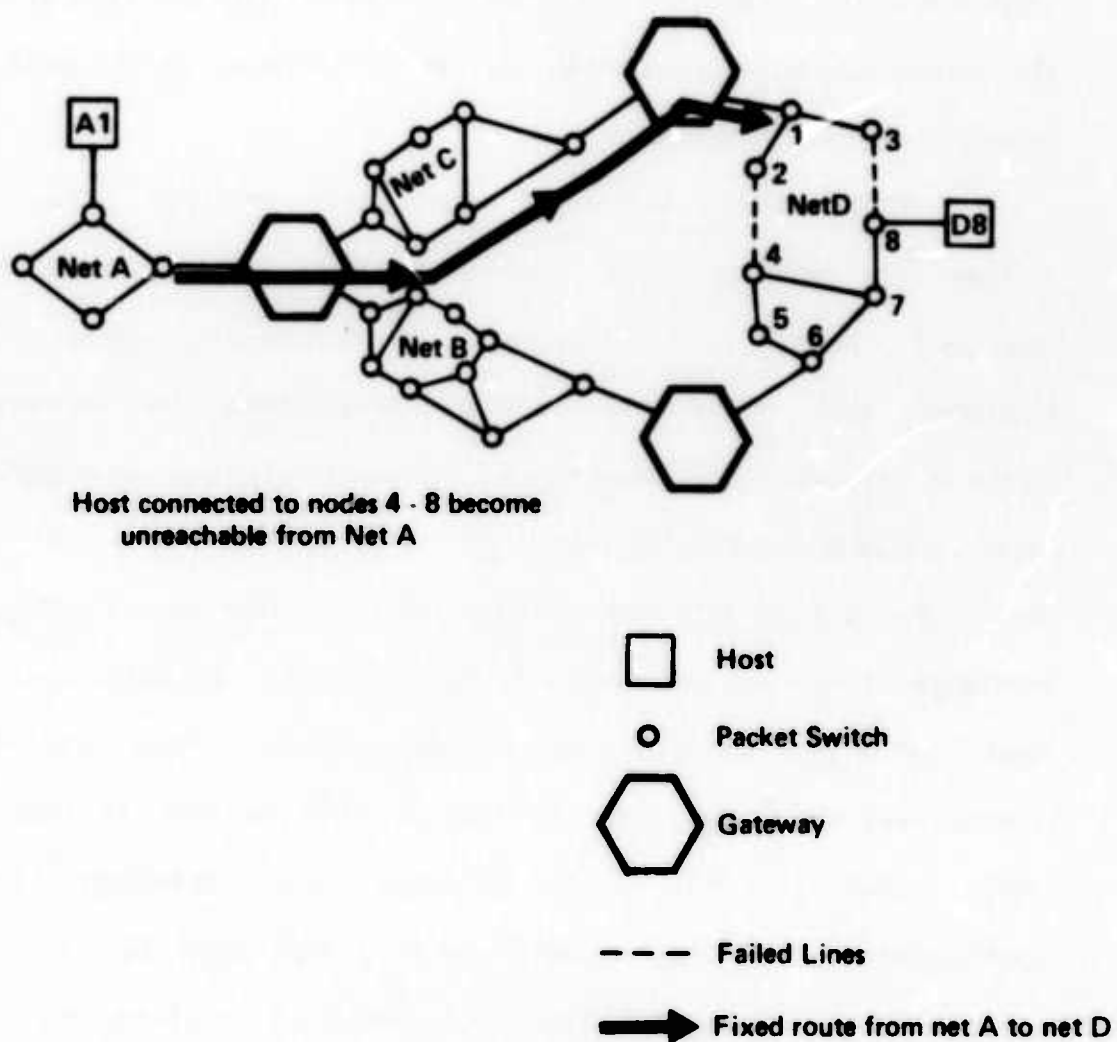 A1
Net C
1
3
2
NetD
Net A
8
D8
4
7
5
6
Net B
Host connected to nodes 4 - 8 become
unreachable from Net A
Host
Packet Switch
Gateway
Failed Lines
Fixed route from net A to net D